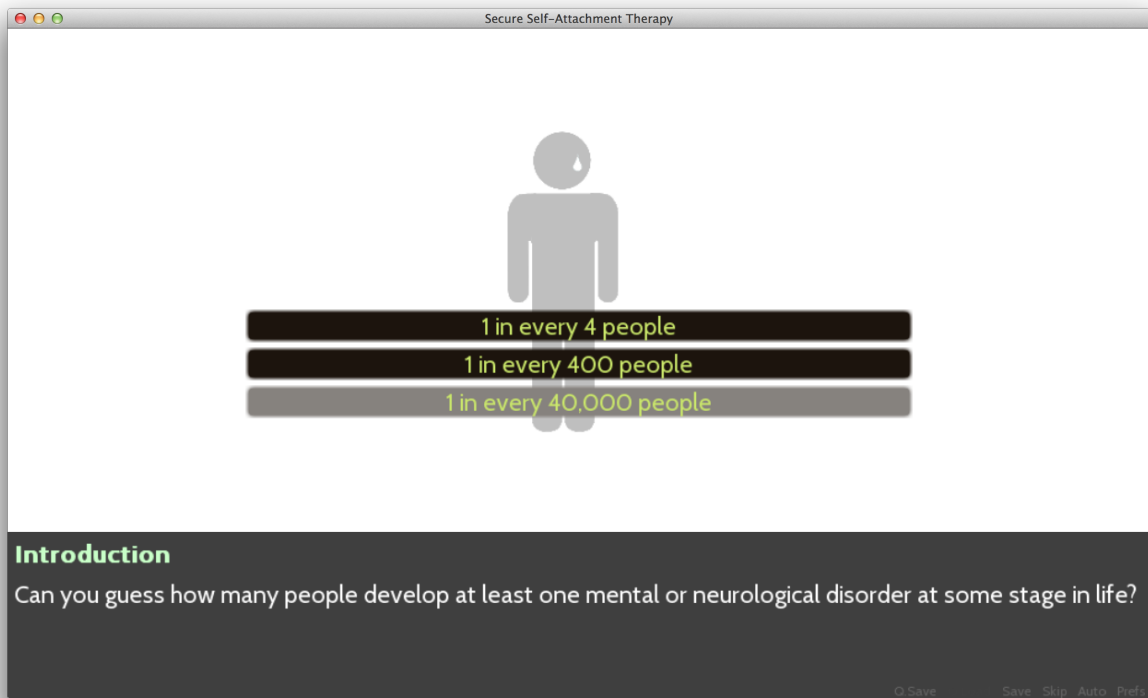 Secure Self-Attachment Therapy
1 in every 4 people
1 in every 400 people
1 in every 40,000 people
Introduction
Can you guess how many people develop at least one mental or neurological disorder at some stage in life?
Q.Save Save Skip Auto Prefs